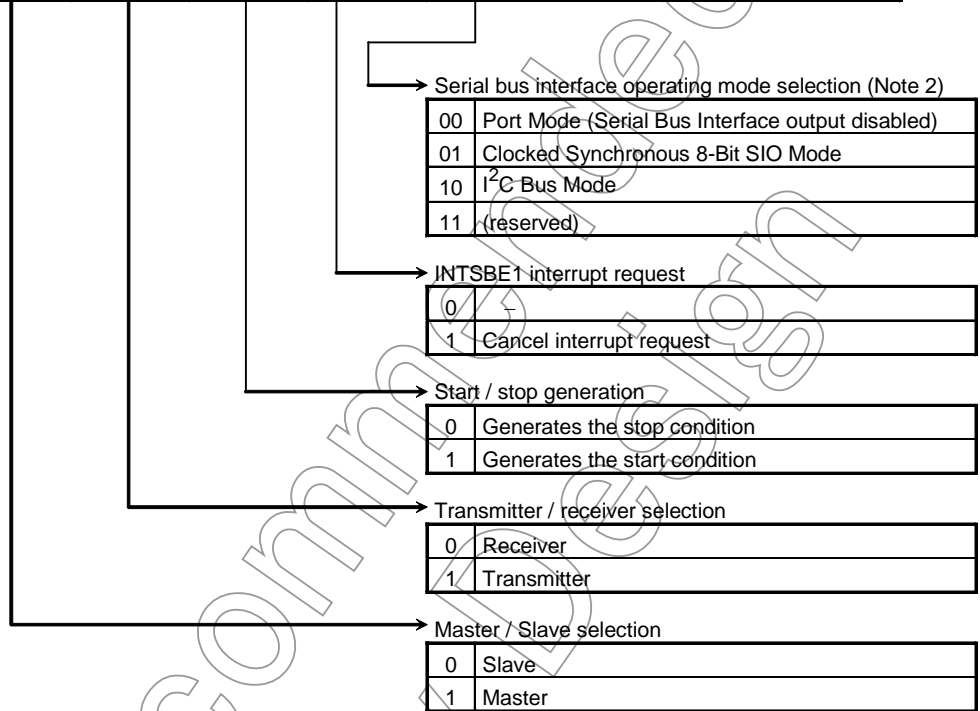 Serial bus interface operating mode selection (Note 2)
00 Port Mode (Serial Bus Interface output disabled)
01 Clocked Synchronous 8-Bit SIO Mode
10 I2C Bus Mode
11 (reserved)
INTSBE1 interrupt request
0 –
1 Cancel interrupt request
Start / stop generation
0 Generates the stop condition
1 Generates the start condition
Transmitter / receiver selection
0 Receiver
1 Transmitter
Master / Slave selection
0 Slave
1 Master